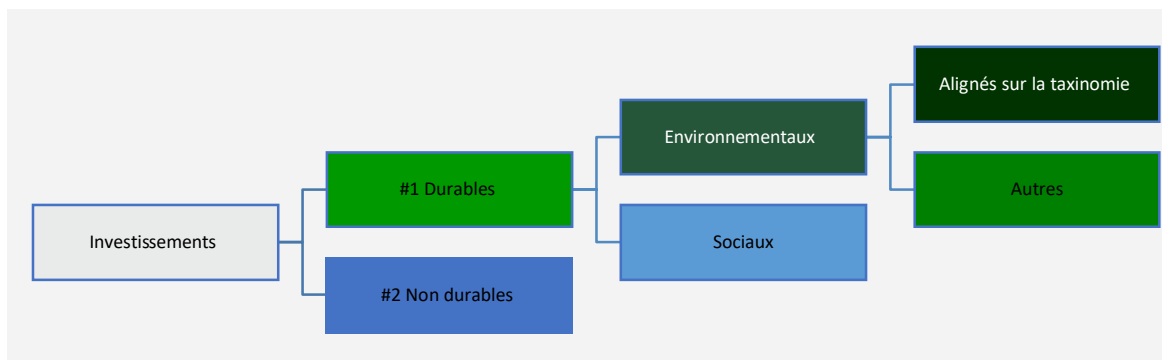 Alignés sur la taxinomie
Environnementaux
#1 Durables
Autres
Investissements
Sociaux
#2 Non durables